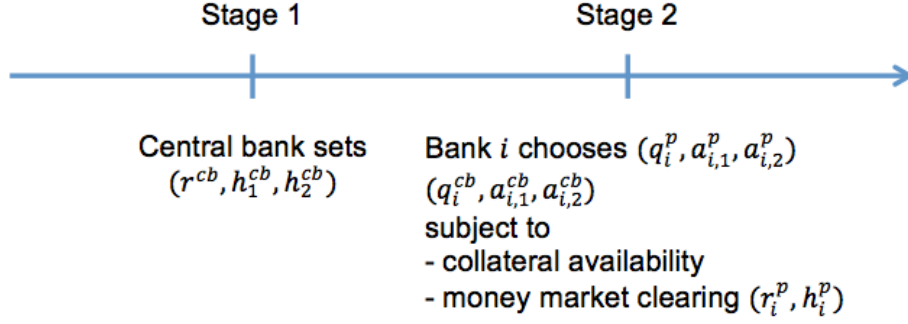 Stage 1
Stage 2
Central bank sets
(r^{cb}, h_1^{cb}, h_2^{cb})
Bank i chooses (q_i^p, a_{i,1}^p, a_{i,2}^p)
(q_i^{cb}, a_{i,1}^{cb}, a_{i,2}^{cb})
subject to
- collateral availability
- money market clearing (r_i^p, h_i^p)